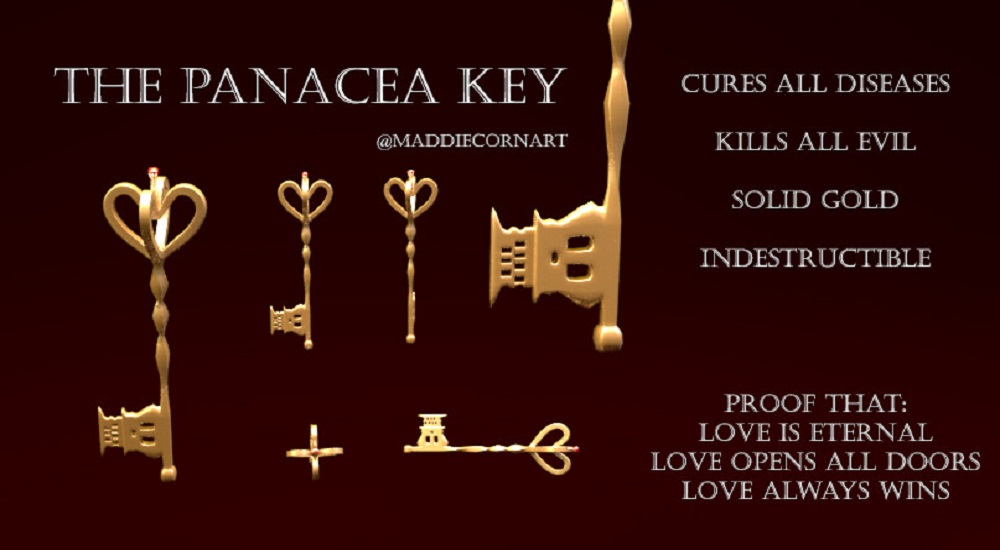 THE PANACEA KEY
@MADDIECORNART
CURES ALL DISEASES
KILLS ALL EVIL
SOLID GOLD
INDESTRUCTIBLE
PROOF THAT:
LOVE IS ETERNAL
LOVE OPENS ALL DOORS
LOVE ALWAYS WINS